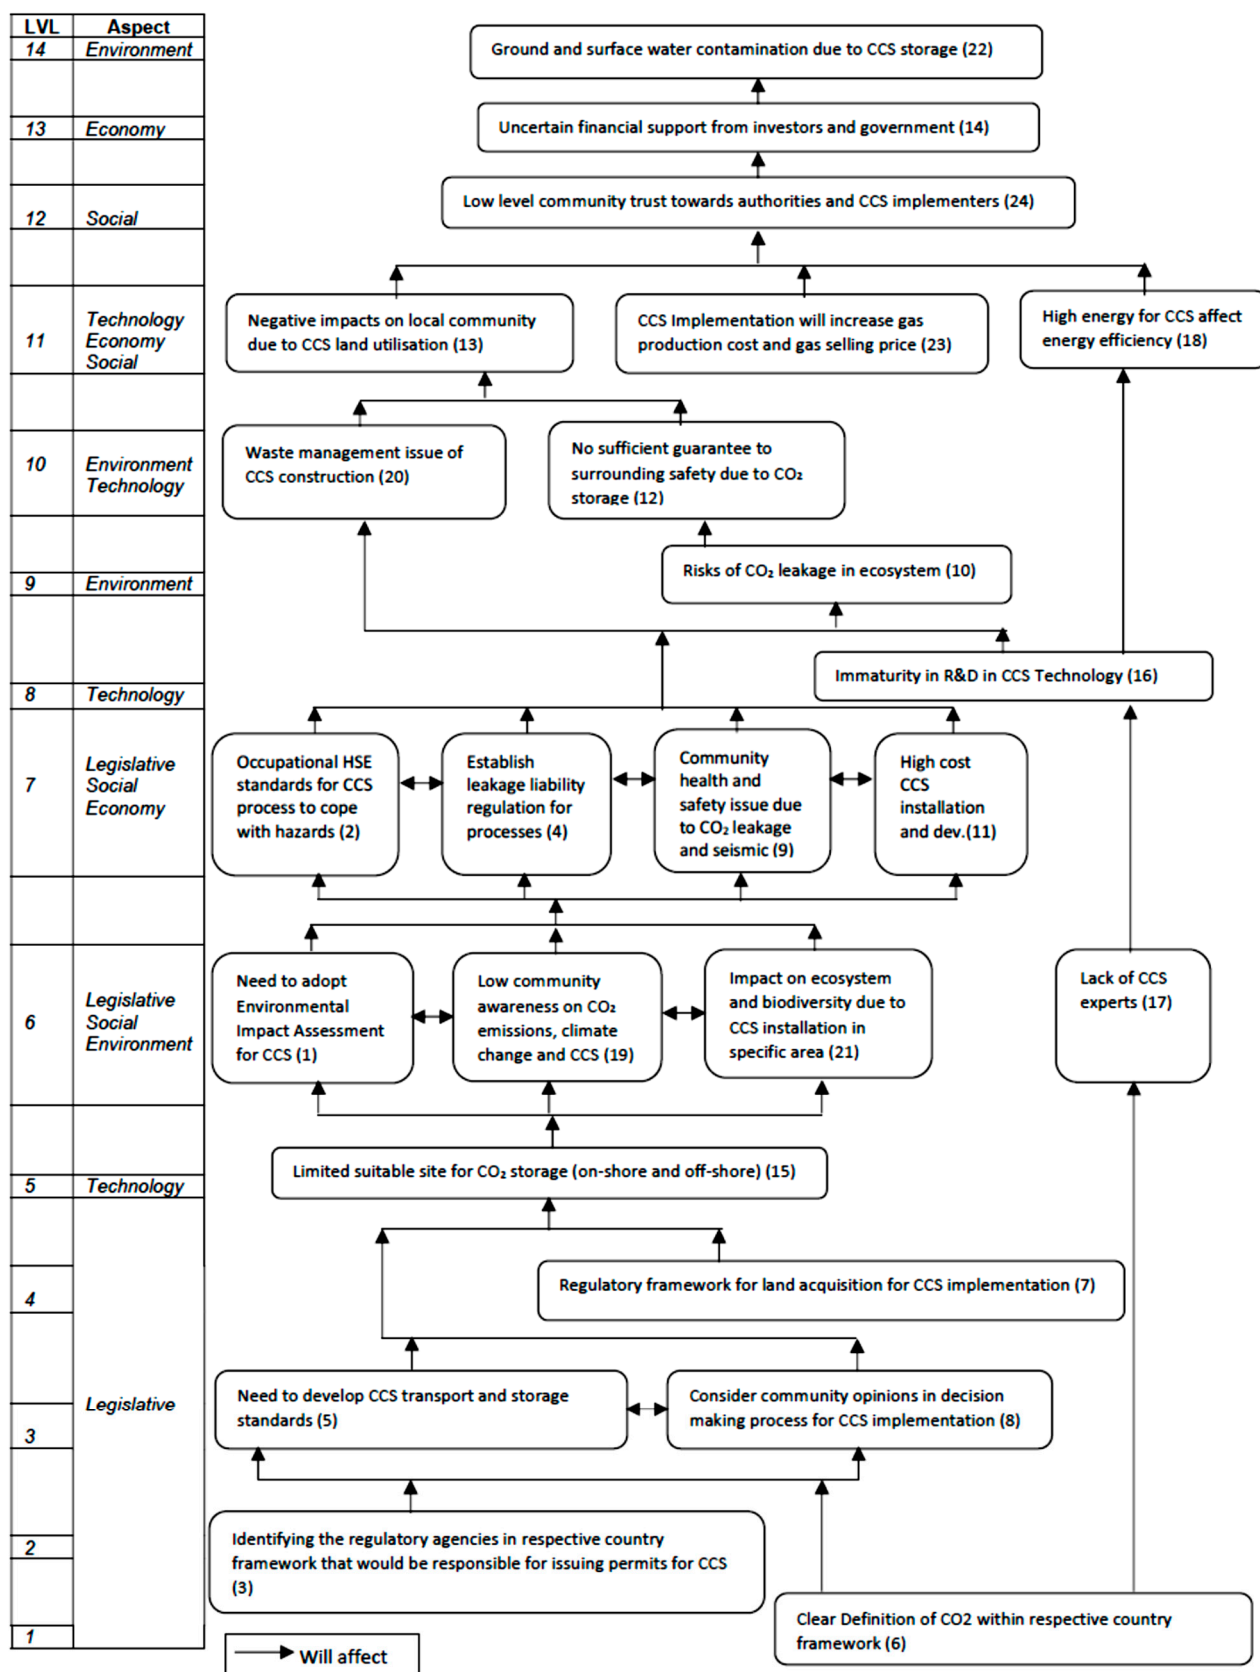 LVL Aspect
14 Environment
Ground and surface water contamination due to CCS storage (22)
13 Economy
Uncertain financial support from investors and government (14)
12 Social
Low level community trust towards authorities and CCS implementers (24)
11
Technology
Economy
Social
Negative impacts on local community
due to CCS land utilisation (13)
CCS Implementation will increase gas
production cost and gas selling price (23)
High energy for CCS affect
energy efficiency (18)
10
Environment
Technology
Waste management issue of
CCS construction (20)
No sufficient guarantee to
surrounding safety due to CO₂
storage (12)
9 Environment
Risks of CO₂ leakage in ecosystem (10)
8 Technology
Immaturity in R&D in CCS Technology (16)
7
Legislative
Social
Economy
Occupational HSE
standards for CCS
process to cope
with hazards (2)
Establish
leakage liability
regulation for
processes (4)
Community
health and
safety issue due
to CO₂ leakage
and seismic (9)
High cost
CCS
installation
and dev.(11)
6
Legislative
Social
Environment
Need to adopt
Environmental
Impact Assessment
for CCS (1)
Low community
awareness on CO₂
emissions, climate
change and CCS (19)
Impact on ecosystem
and biodiversity due to
CCS installation in
specific area (21)
Lack of CCS
experts (17)
5 Technology
Limited suitable site for CO₂ storage (on-shore and off-shore) (15)
4
Regulatory framework for land acquisition for CCS implementation (7)
Legislative
3
Need to develop CCS transport and storage
standards (5)
Consider community opinions in decision
making process for CCS implementation (8)
2
Identifying the regulatory agencies in respective country
framework that would be responsible for issuing permits for CCS
(3)
1
Clear Definition of CO2 within respective country
framework (6)
Will affect